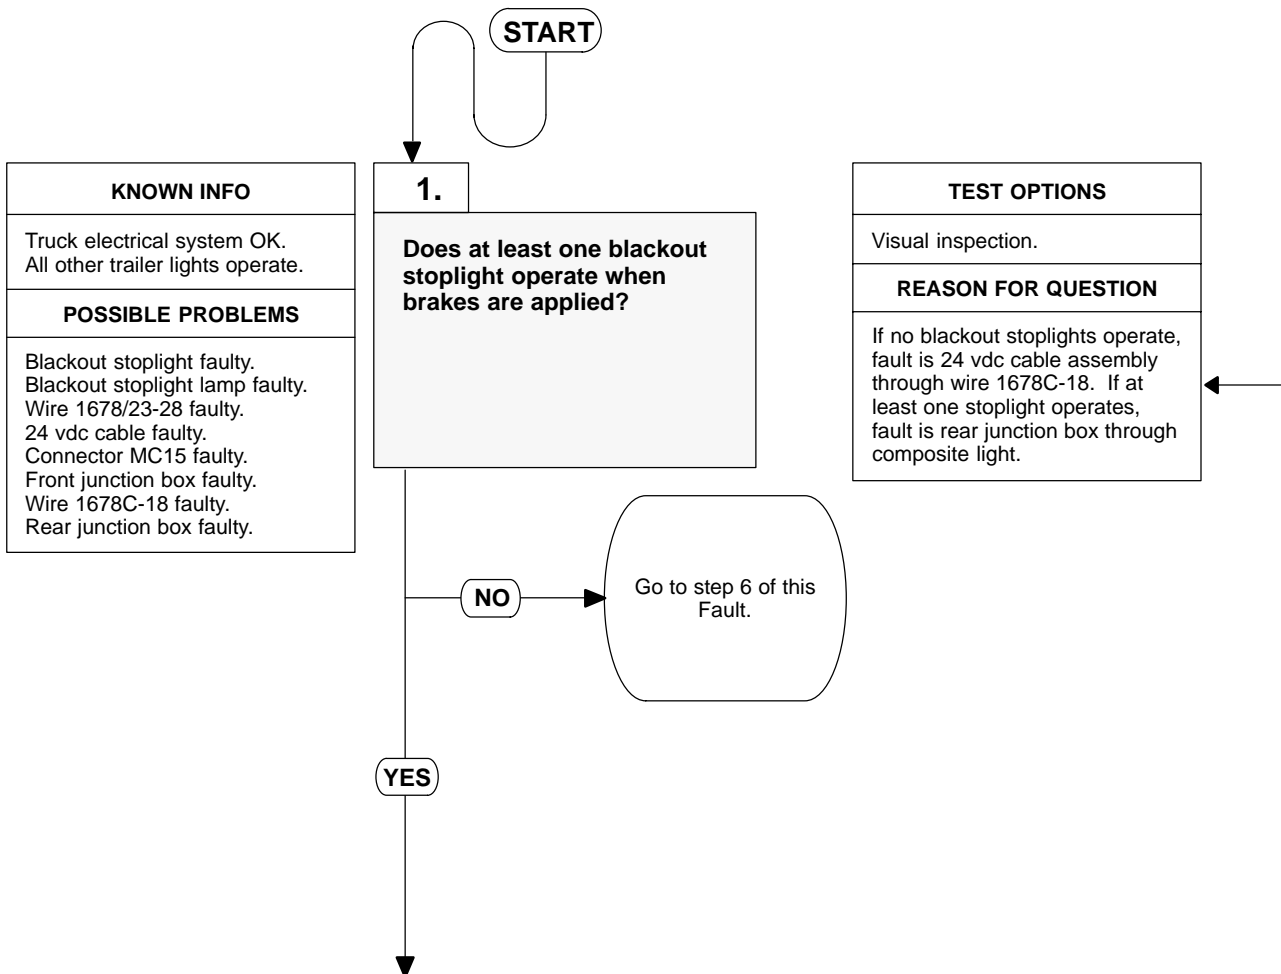 START
KNOWN INFO
Truck electrical system OK.
All other trailer lights operate.
POSSIBLE PROBLEMS
Blackout stoplight faulty.
Blackout stoplight lamp faulty.
Wire 1678/23-28 faulty.
24 vdc cable faulty.
Connector MC15 faulty.
Front junction box faulty.
Wire 1678C-18 faulty.
Rear junction box faulty.
1.
Does at least one blackout
stoplight operate when
brakes are applied?
TEST OPTIONS
Visual inspection.
REASON FOR QUESTION
If no blackout stoplights operate,
fault is 24 vdc cable assembly
through wire 1678C-18.  If at
least one stoplight operates,
fault is rear junction box through
composite light.
NO
Go to step 6 of this
Fault.
YES